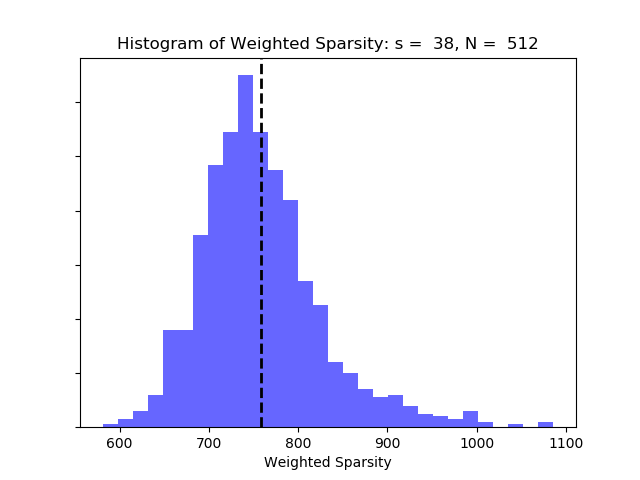 Histogram of Weighted Sparsity: s =  38, N =  512
600 700 800 900 1000 1100
Weighted Sparsity